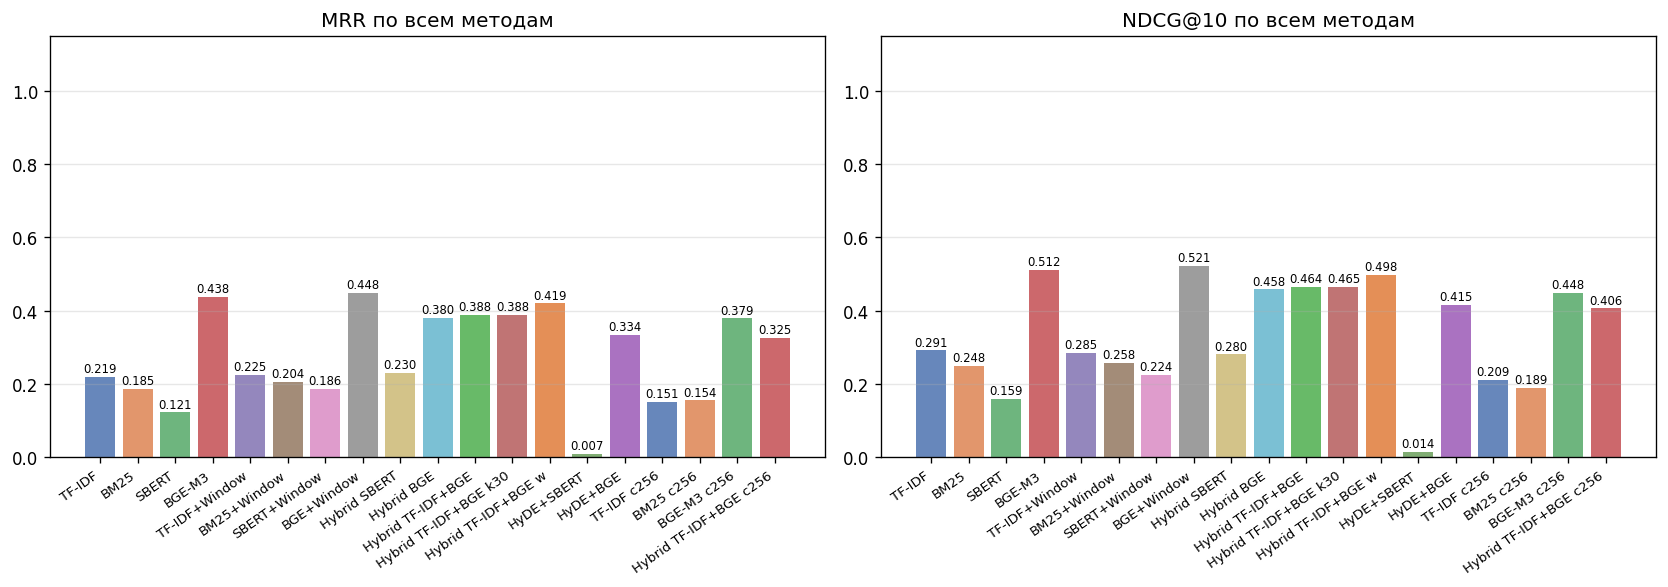 MRR по всем методам
1.0
0.8
0.6
0.4
0.2
0.0
0.219
0.185
0.121
0.438
0.225
0.204
0.186
0.448
0.230
0.380
0.388
0.388
0.419
0.007
0.334
0.151
0.154
0.379
0.325
TF-IDF
BM25
SBERT
BGE-M3
TF-IDF+Window
BM25+Window
SBERT+Window
BGE+Window
Hybrid SBERT
Hybrid BGE
Hybrid TF-IDF+BGE
Hybrid TF-IDF+BGE k30
Hybrid TF-IDF+BGE w
HyDE+SBERT
HyDE+BGE
TF-IDF c256
BM25 c256
BGE-M3 c256
Hybrid TF-IDF+BGE c256
NDCG@10 по всем методам
1.0
0.8
0.6
0.4
0.2
0.0
0.291
0.248
0.159
0.512
0.285
0.258
0.224
0.521
0.280
0.458
0.464
0.465
0.498
0.014
0.415
0.209
0.189
0.448
0.406
TF-IDF
BM25
SBERT
BGE-M3
TF-IDF+Window
BM25+Window
SBERT+Window
BGE+Window
Hybrid SBERT
Hybrid BGE
Hybrid TF-IDF+BGE
Hybrid TF-IDF+BGE k30
Hybrid TF-IDF+BGE w
HyDE+SBERT
HyDE+BGE
TF-IDF c256
BM25 c256
BGE-M3 c256
Hybrid TF-IDF+BGE c256